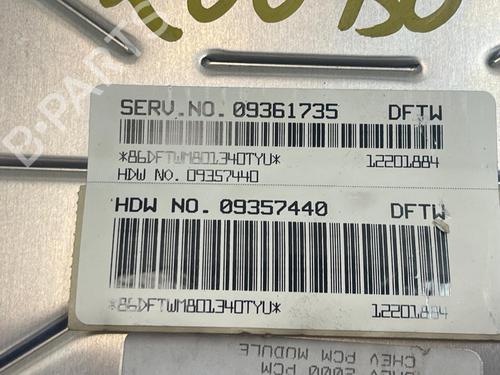 SERV.NO. 09361735 DFTW
*86DFTWM801340TYU* 12201884
HDW NO. 09357440
HDW NO. 09357440 DFTW
*86DFTWM801340TYU* 12201884
CHEV PCM MODULE
CHEV 2000 PCM
B-PARTS